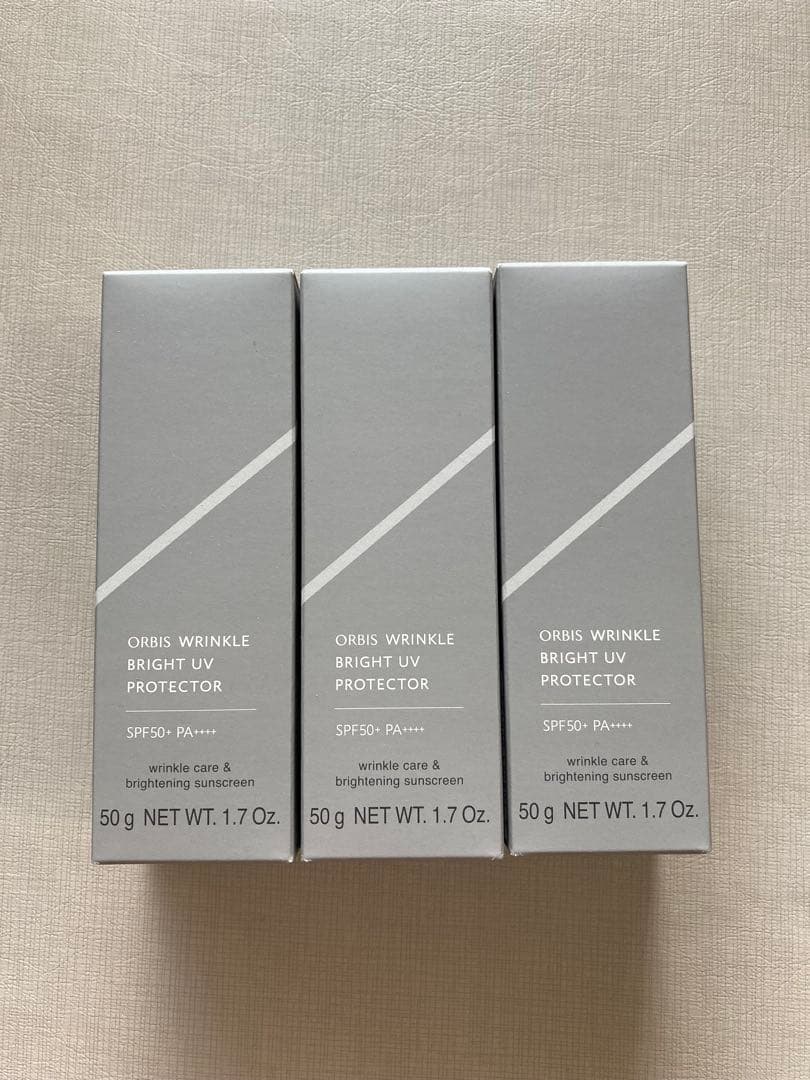 ORBIS WRINKLE
BRIGHT UV
PROTECTOR
SPF50+ PA++++
wrinkle care &
brightening sunscreen
50 g NET WT. 1.7 Oz.
ORBIS WRINKLE
BRIGHT UV
PROTECTOR
SPF50+ PA++++
wrinkle care &
brightening sunscreen
50 g NET WT. 1.7 Oz.
ORBIS WRINKLE
BRIGHT UV
PROTECTOR
SPF50+ PA++++
wrinkle care &
brightening sunscreen
50 g NET WT. 1.7 Oz.